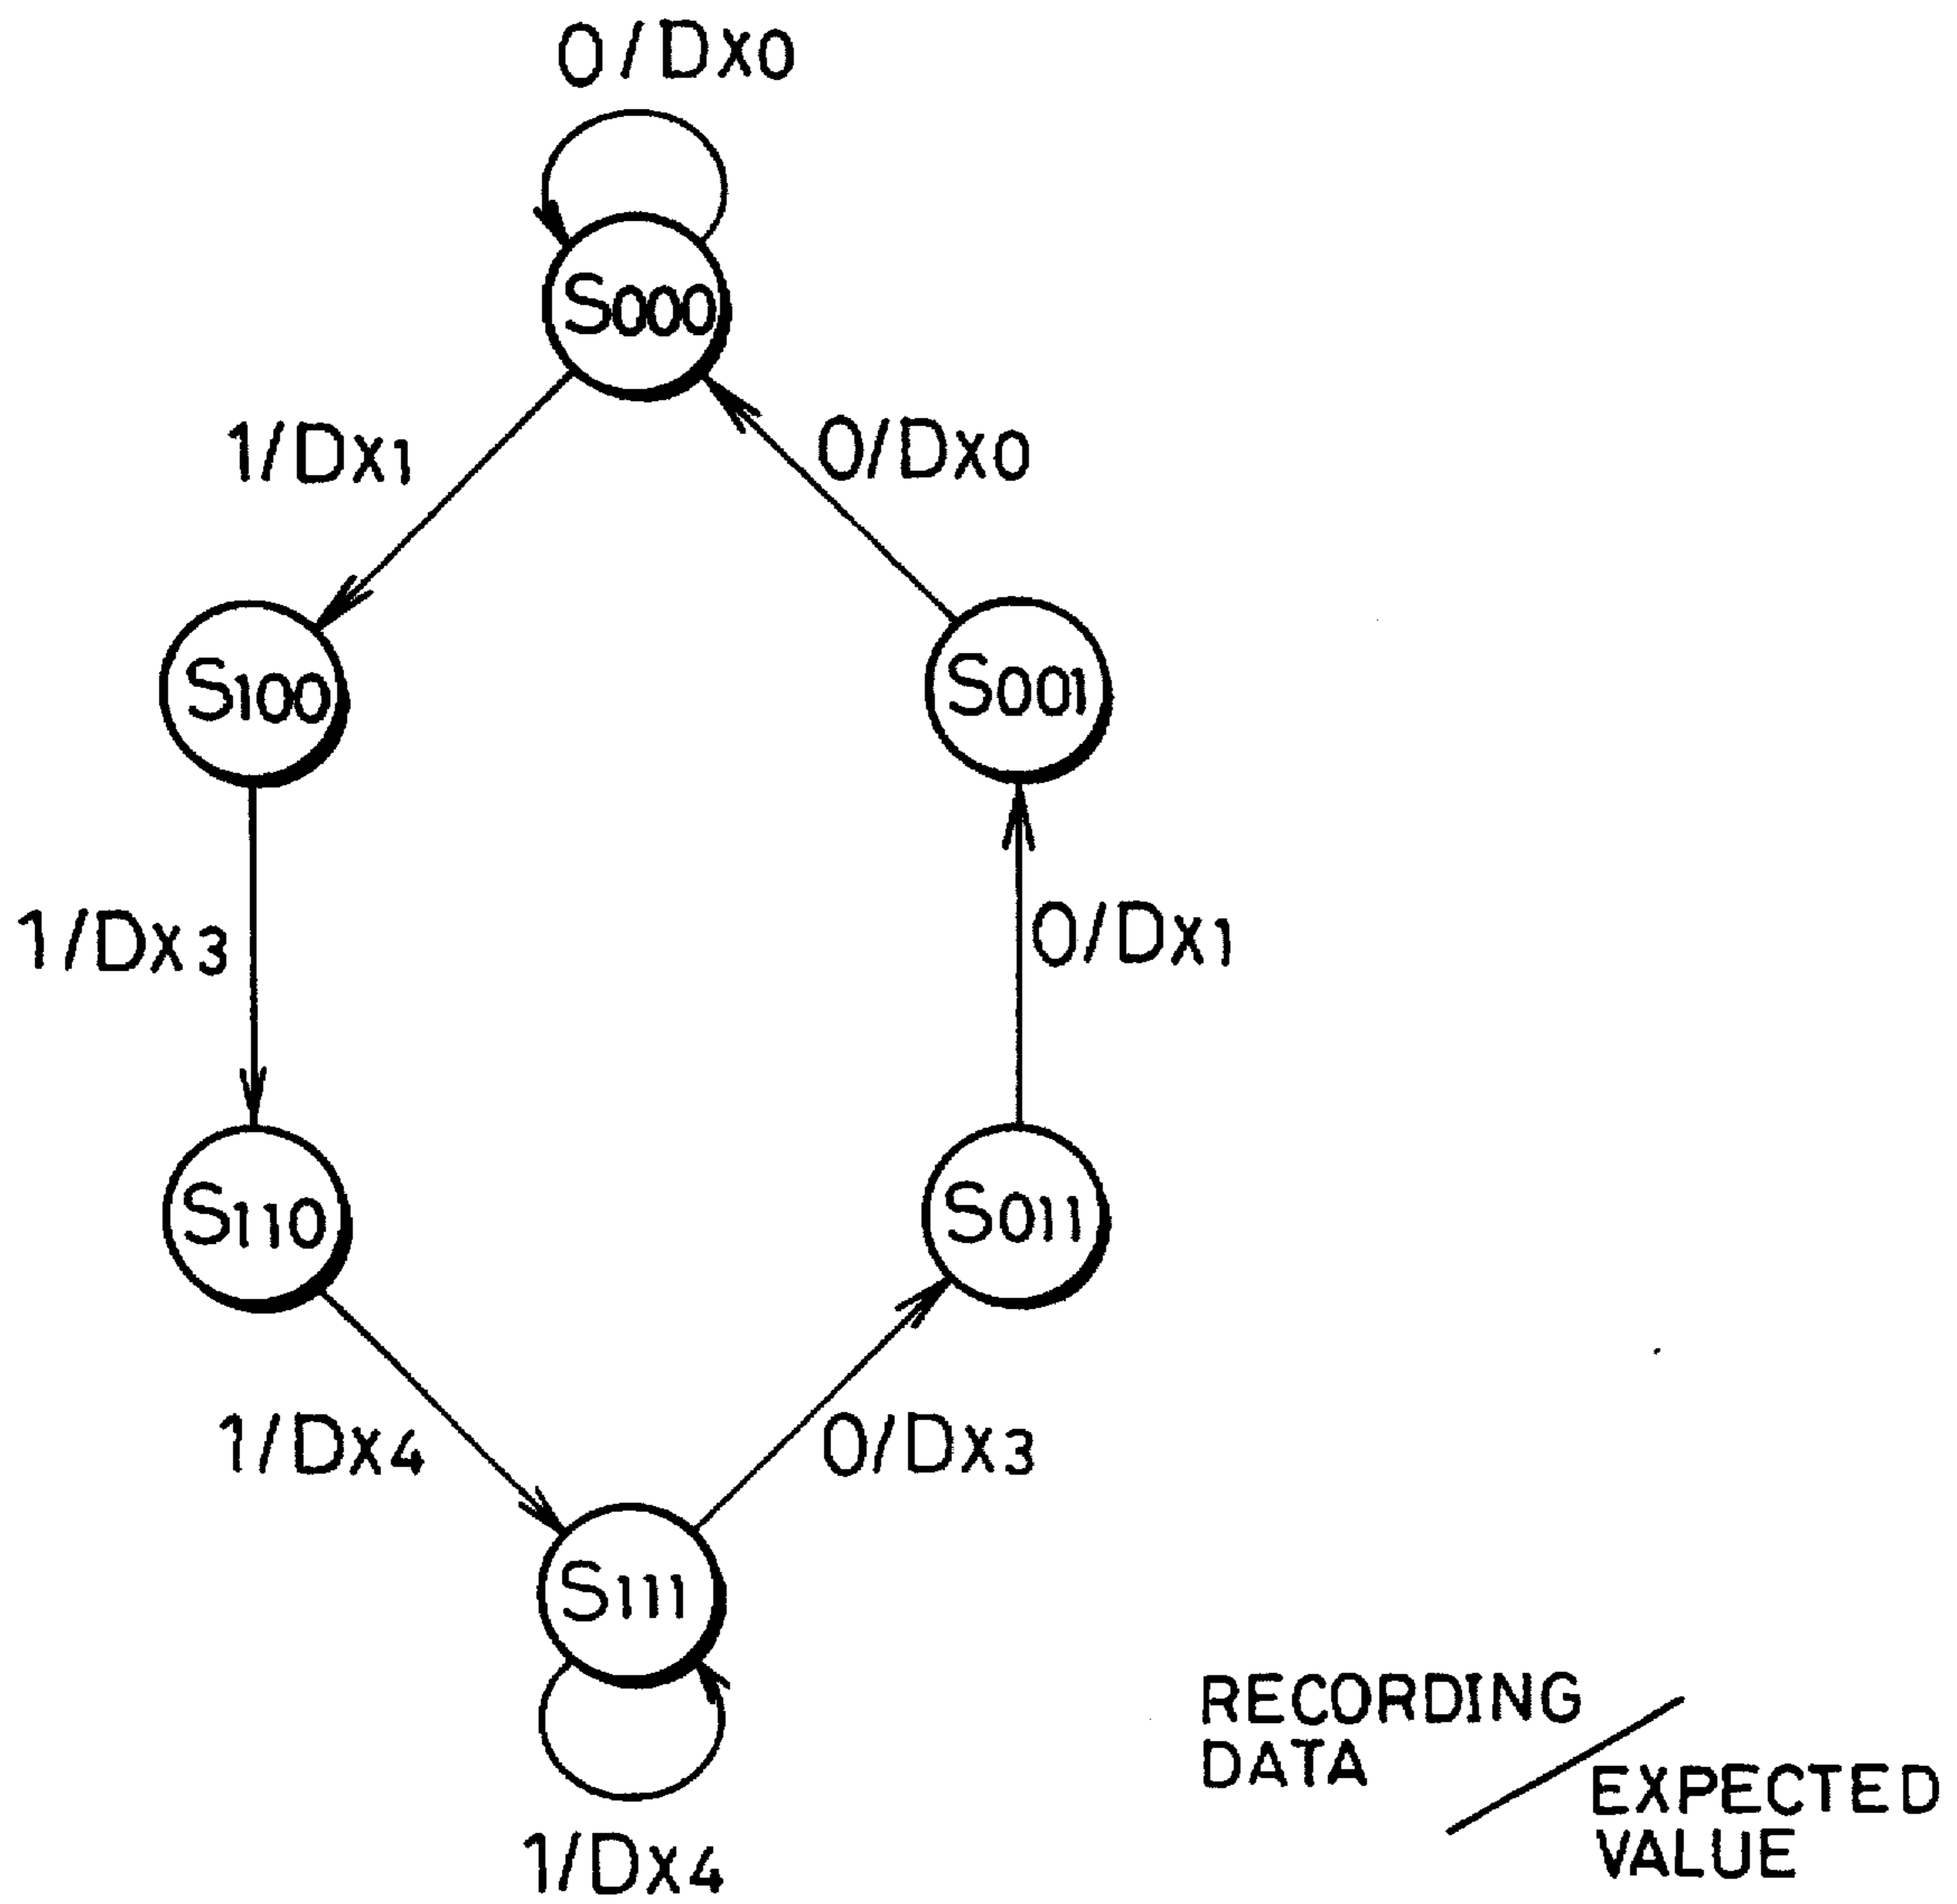 0/Dx0
S000
1/Dx1
0/Dx0
S100
S001
1/Dx3
0/Dx1
S110
S011
1/Dx4
0/Dx3
S111
1/Dx4
RECORDING
DATA
EXPECTED
VALUE